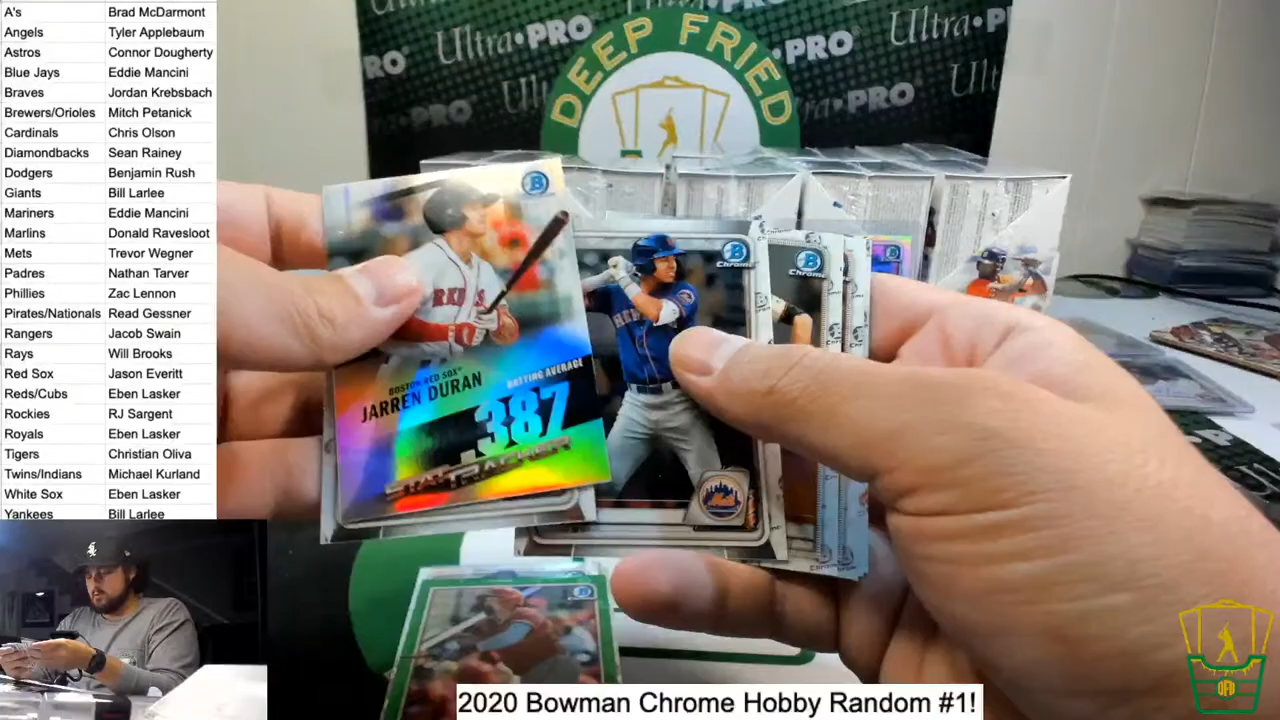 A's Brad McDarmont
Angels Tyler Applebaum
Astros Connor Dougherty
Blue Jays Eddie Mancini
Braves Jordan Krebsbach
Brewers/Orioles Mitch Petanick
Cardinals Chris Olson
Diamondbacks Sean Rainey
Dodgers Benjamin Rush
Giants Bill Larlee
Mariners Eddie Mancini
Marlins Donald Ravesloot
Mets Trevor Wegner
Padres Nathan Tarver
Phillies Zac Lennon
Pirates/Nationals Read Gessner
Rangers Jacob Swain
Rays Will Brooks
Red Sox Jason Everitt
Reds/Cubs Eben Lasker
Rockies RJ Sargent
Royals Eben Lasker
Tigers Christian Oliva
Twins/Indians Michael Kurland
White Sox Eben Lasker
Yankees Bill Larlee
Ultra•PRO
DEEP FRIED
B
Chrome
Chrome
BOSTON RED SOX
JARREN DURAN
BATTING AVERAGE
.387
STAT TRACKER
Mets
DFD
2020 Bowman Chrome Hobby Random #1!